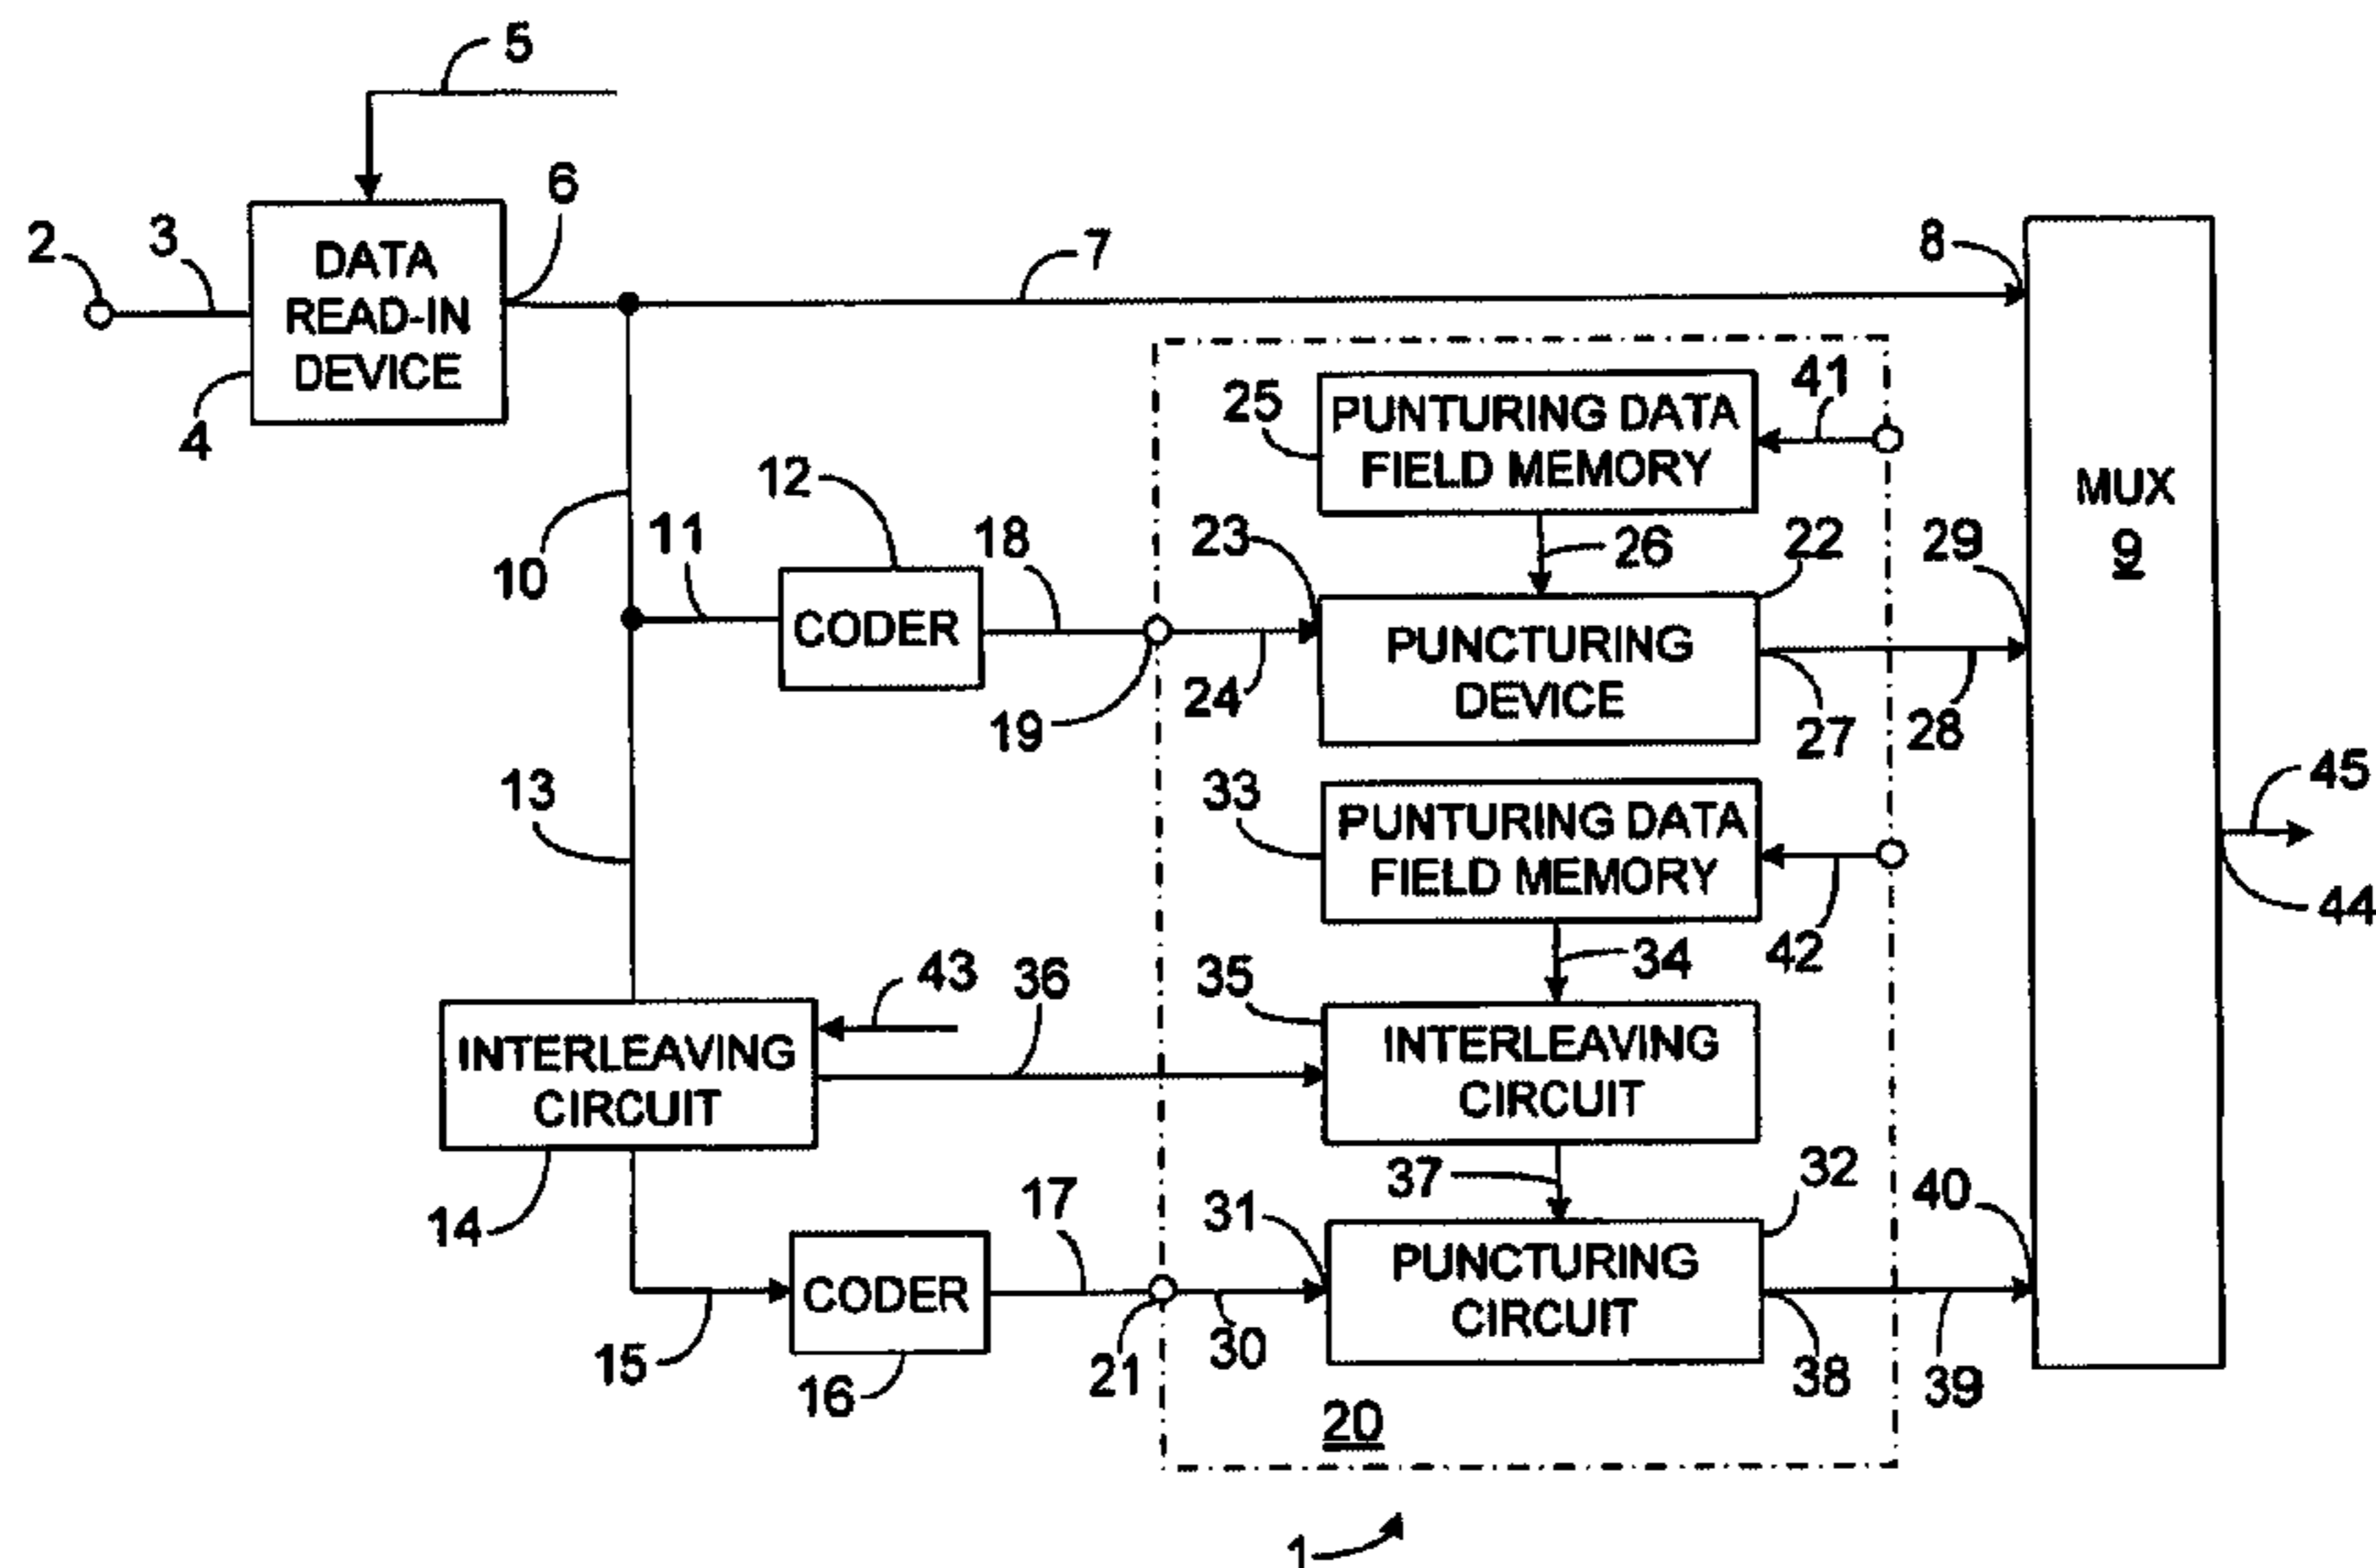 5
6
2
3
DATA
READ-IN
DEVICE
4
7
8
MUX
9
25
PUNTURING DATA
FIELD MEMORY
41
12
10
11
18
23
26
22
29
CODER
PUNCTURING
DEVICE
19
24
27
28
13
33
PUNTURING DATA
FIELD MEMORY
45
44
42
34
43
36
35
INTERLEAVING
CIRCUIT
INTERLEAVING
CIRCUIT
14
37
32
40
17
31
CODER
PUNCTURING
CIRCUIT
15
16
21
30
38
39
20
1